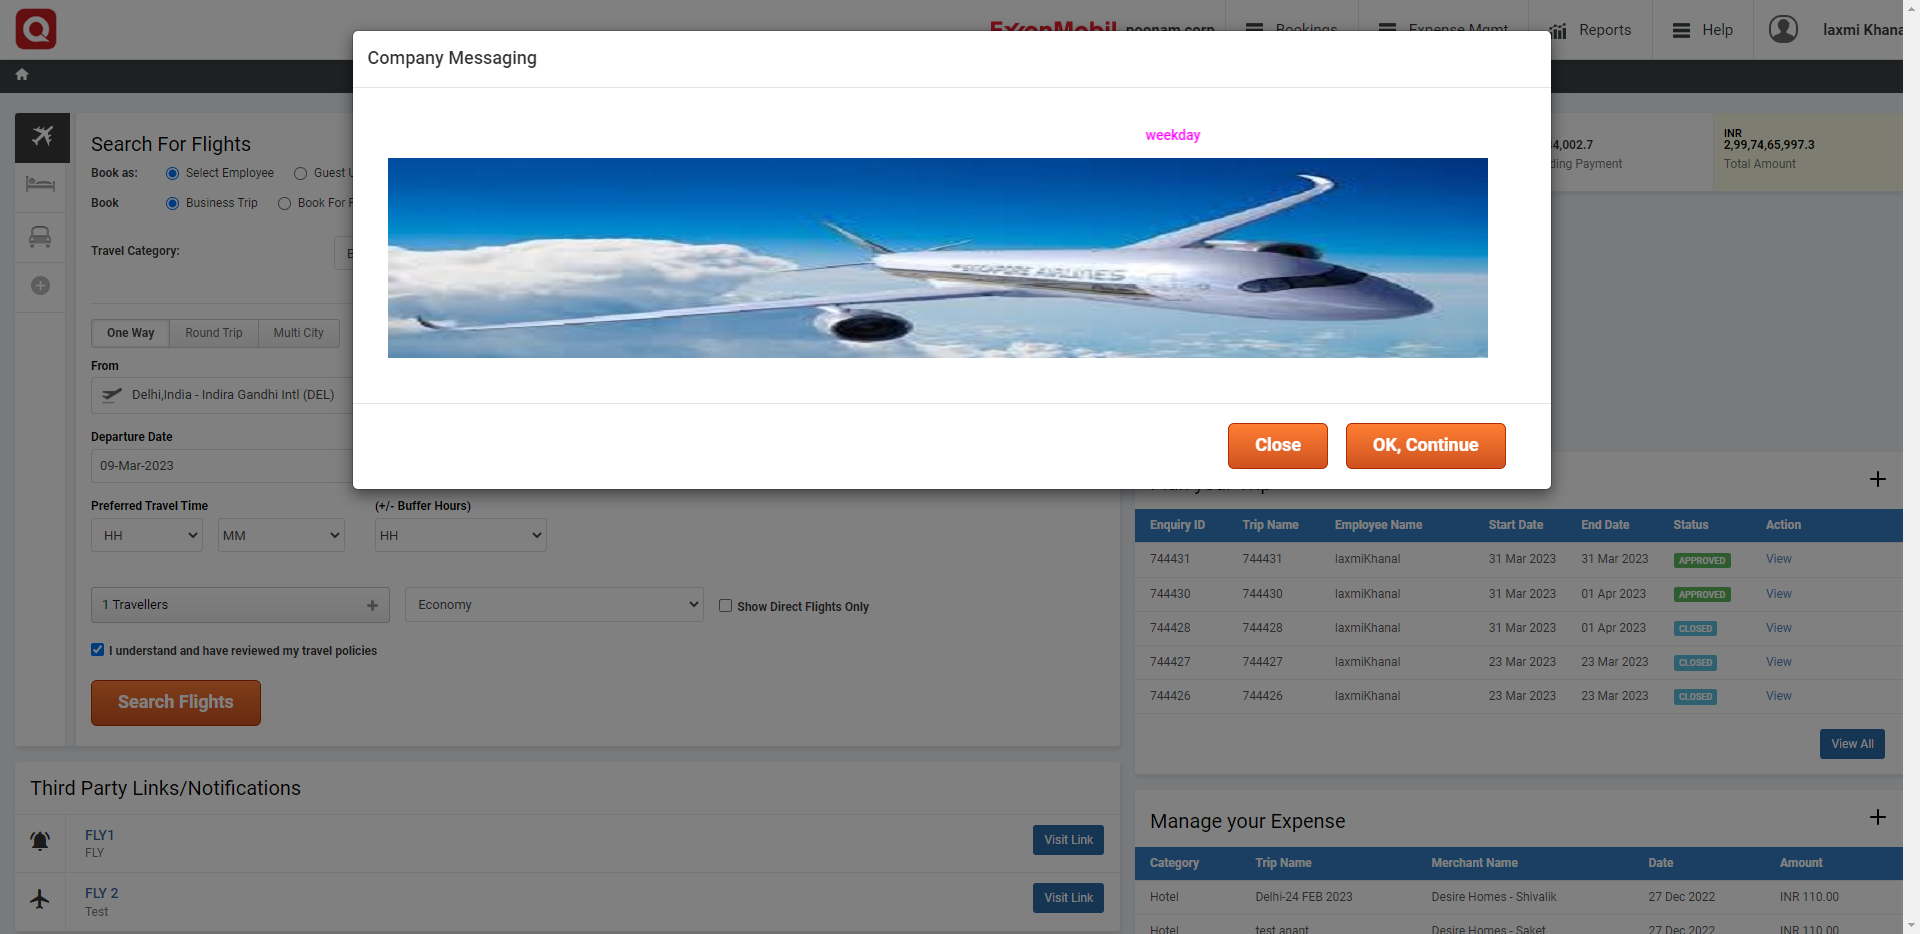 ExxonMobil poonam corp
Bookings
Expense Mgmt
Reports
Help
laxmi Khana
Company Messaging
weekday
SINGAPORE AIRLINES
Close
OK, Continue
Search For Flights
Book as:
Select Employee
Guest U
Book
Business Trip
Book For P
Travel Category:
One Way
Round Trip
Multi City
From
Delhi,India - Indira Gandhi Intl (DEL)
Departure Date
09-Mar-2023
Preferred Travel Time
(+/- Buffer Hours)
HH
MM
HH
1 Travellers
Economy
Show Direct Flights Only
I understand and have reviewed my travel policies
Search Flights
4,002.7
ding Payment
INR
2,99,74,65,997.3
Total Amount
Plan your Trip
Enquiry ID Trip Name Employee Name Start Date End Date Status Action
744431 744431 laxmiKhanal 31 Mar 2023 31 Mar 2023 APPROVED View
744430 744430 laxmiKhanal 31 Mar 2023 01 Apr 2023 APPROVED View
744428 744428 laxmiKhanal 31 Mar 2023 01 Apr 2023 CLOSED View
744427 744427 laxmiKhanal 23 Mar 2023 23 Mar 2023 CLOSED View
744426 744426 laxmiKhanal 23 Mar 2023 23 Mar 2023 CLOSED View
View All
Third Party Links/Notifications
FLY1
FLY
Visit Link
FLY 2
Test
Visit Link
Manage your Expense
Category Trip Name Merchant Name Date Amount
Hotel Delhi-24 FEB 2023 Desire Homes - Shivalik 27 Dec 2022 INR 110.00
Hotel test anant Desire Homes - Saket 27 Dec 2022 INR 110.00